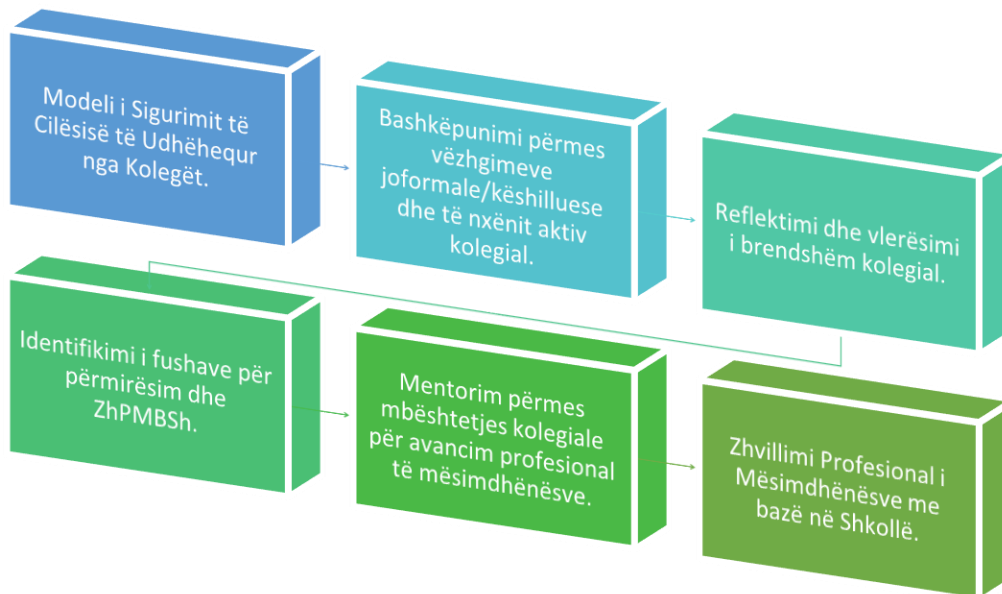 Modeli i Sigurimit të
Cilësisë të Udhëhequr
nga Kolegët.
Bashkëpunimi përmes
vëzhgimeve
joformale/këshilluese
dhe të nxënit aktiv
kolegial.
Reflektimi dhe vlerësimi
i brendshëm kolegial.
Identifikimi i fushave për
përmirësim dhe
ZhPMBSh.
Mentorim përmes
mbështetjes kolegiale
për avancim profesional
të mësimdhënësve.
Zhvillimi Profesional i
Mësimdhënësve me
bazë në Shkollë.